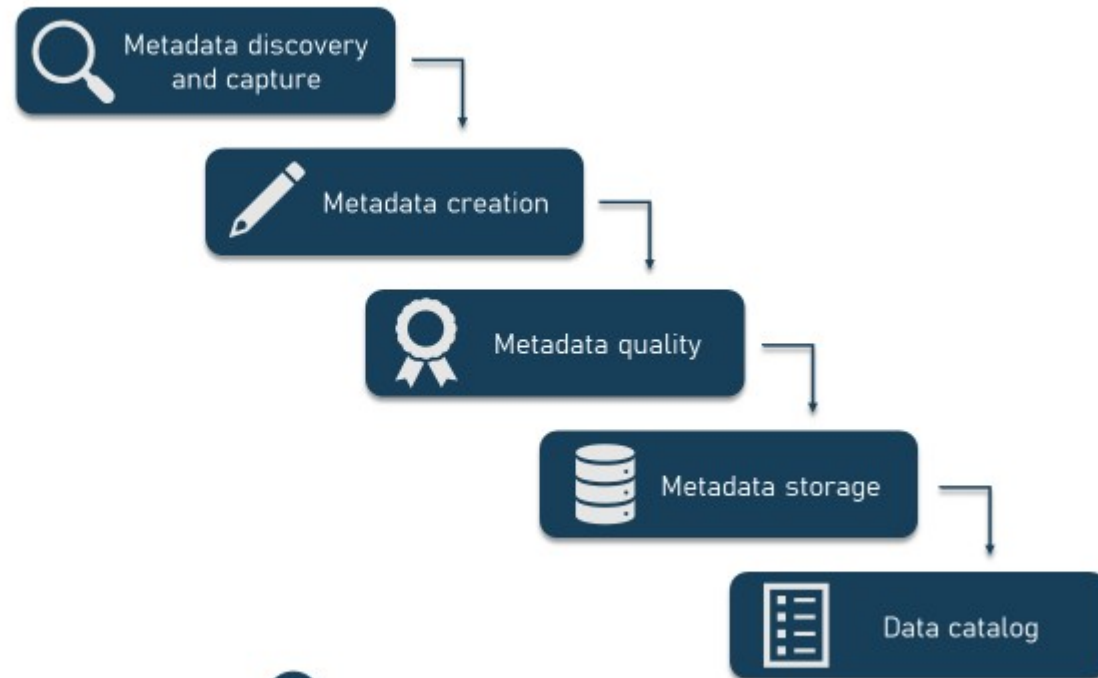 Metadata discovery
and capture
Metadata creation
Metadata quality
Metadata storage
Data catalog